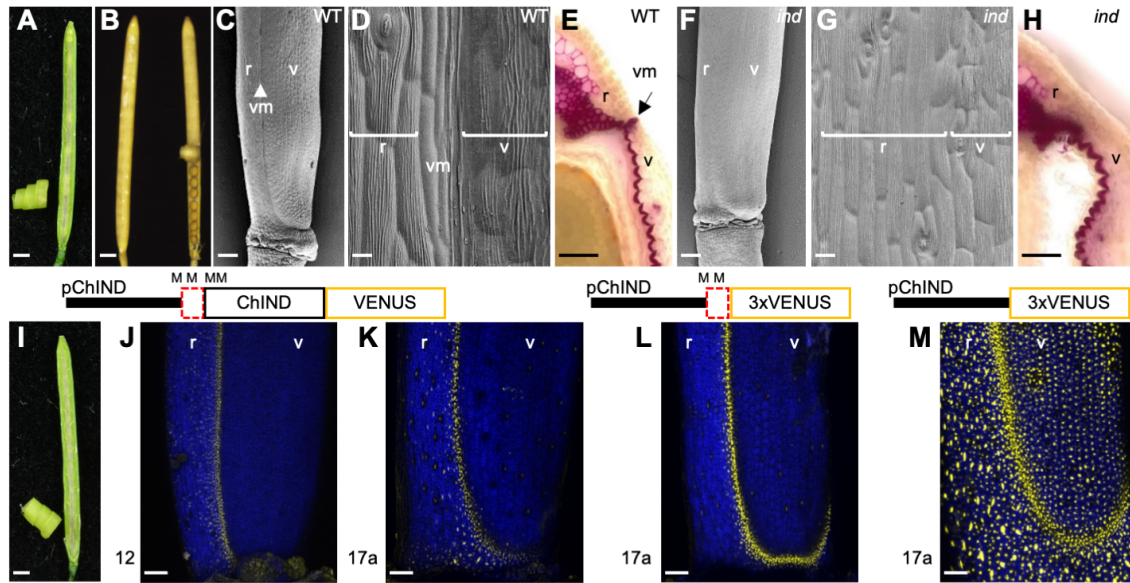 A B C WT D WT E WT F ind G ind H ind
r v vm
r vm v
r vm v
r v
r v
r v
M M MM M M
pChIND ChIND VENUS pChIND 3xVENUS pChIND 3xVENUS
I J K L M
r v r v r v r v
12 17a 17a 17a